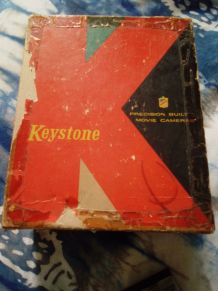 Keystone
PRECISION BUILT
MOVIE CAMERAS